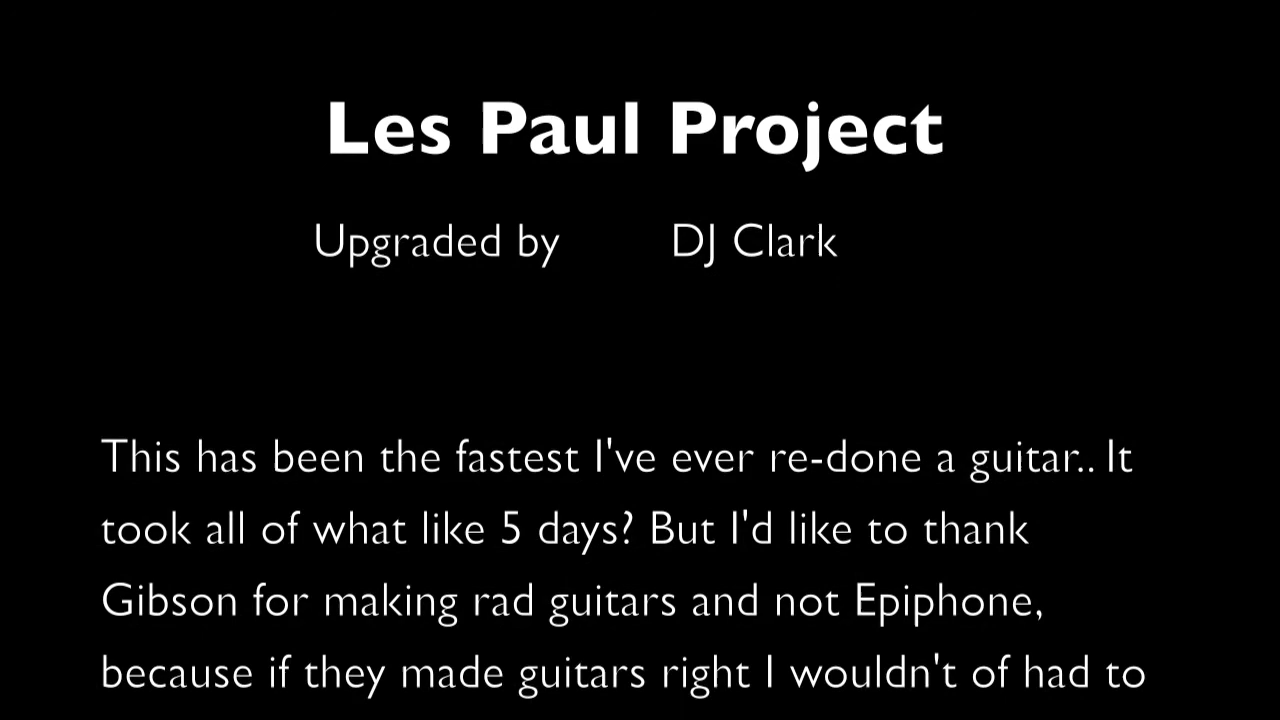 Les Paul Project
Upgraded by DJ Clark
This has been the fastest I've ever re-done a guitar.. It
took all of what like 5 days? But I'd like to thank
Gibson for making rad guitars and not Epiphone,
because if they made guitars right I wouldn't of had to